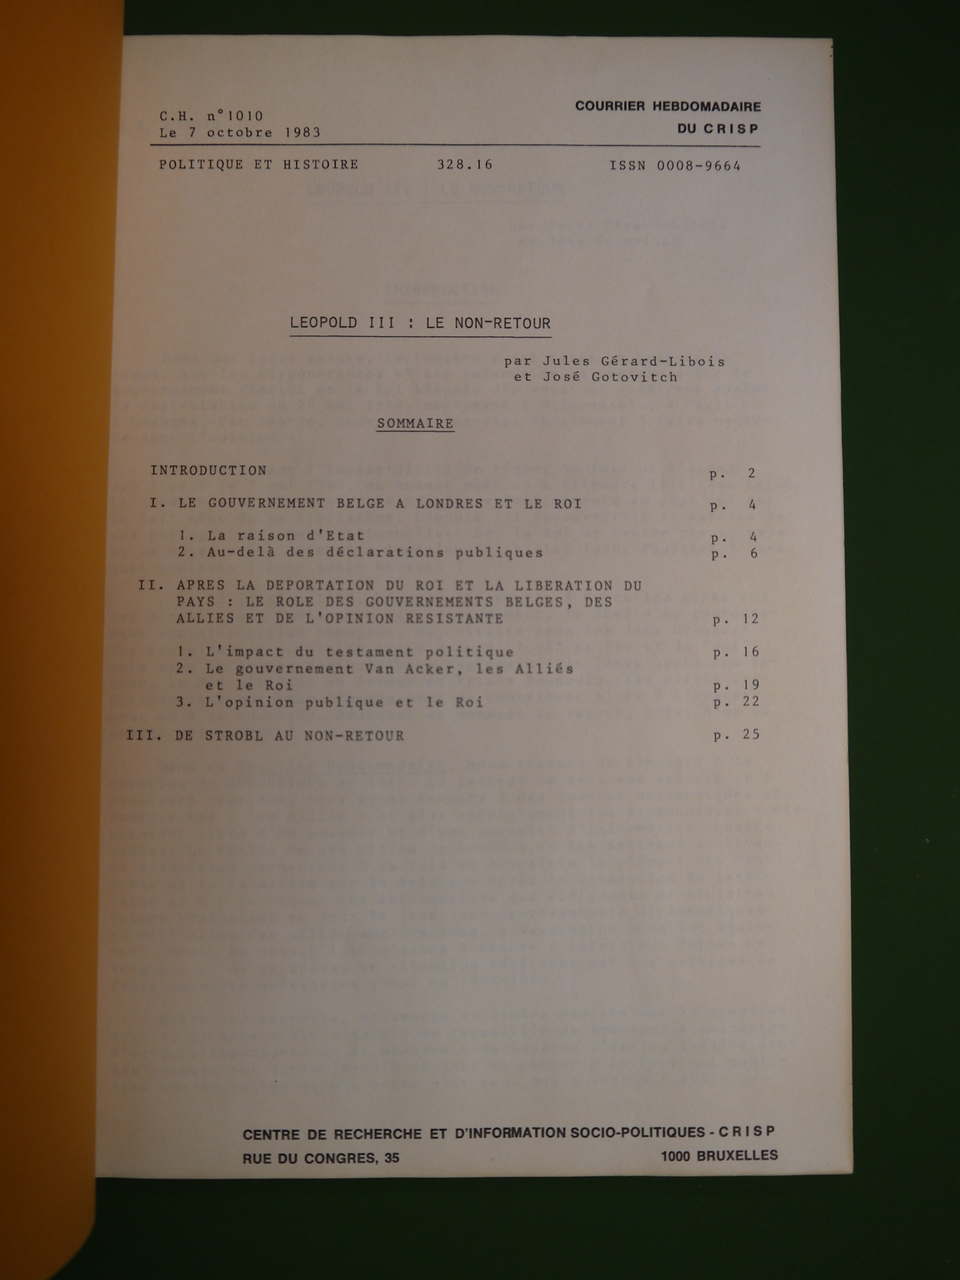 C.H. n°1010
Le 7 octobre 1983
COURRIER HEBDOMADAIRE
DU CRISP
POLITIQUE ET HISTOIRE 328.16 ISSN 0008-9664
LEOPOLD III : LE NON-RETOUR
par Jules Gérard-Libois
et José Gotovitch
SOMMAIRE
INTRODUCTION p. 2
I. LE GOUVERNEMENT BELGE A LONDRES ET LE ROI p. 4
1. La raison d'Etat p. 4
2. Au-delà des déclarations publiques p. 6
II. APRES LA DEPORTATION DU ROI ET LA LIBERATION DU
PAYS : LE ROLE DES GOUVERNEMENTS BELGES, DES
ALLIES ET DE L'OPINION RESISTANTE p. 12
1. L'impact du testament politique p. 16
2. Le gouvernement Van Acker, les Alliés
et le Roi p. 19
3. L'opinion publique et le Roi p. 22
III. DE STROBL AU NON-RETOUR p. 25
CENTRE DE RECHERCHE ET D'INFORMATION SOCIO-POLITIQUES - CRISP
RUE DU CONGRES, 35 1000 BRUXELLES